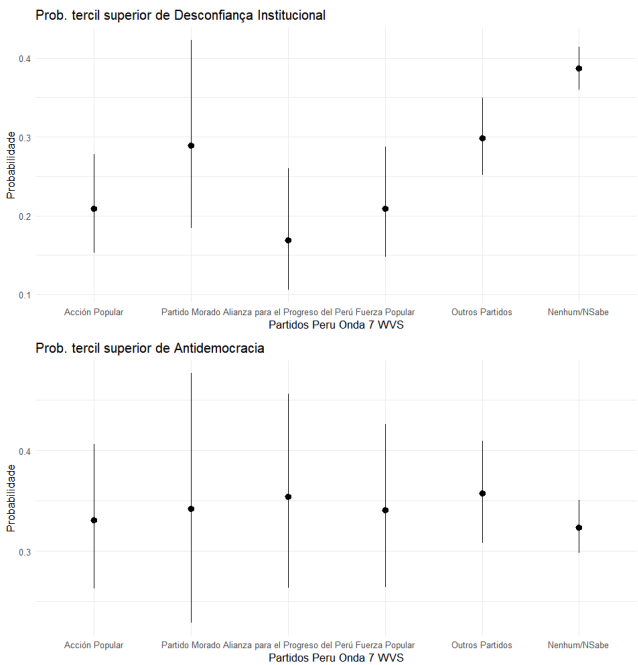 Prob. tercil superior de Desconfiança Institucional
Probabilidade
0.4
0.3
0.2
0.1
Acción Popular Partido Morado Alianza para el Progreso del Perú Fuerza Popular Outros Partidos Nenhum/NSabe
Partidos Peru Onda 7 WVS
Prob. tercil superior de Antidemocracia
Probabilidade
0.4
0.3
Acción Popular Partido Morado Alianza para el Progreso del Perú Fuerza Popular Outros Partidos Nenhum/NSabe
Partidos Peru Onda 7 WVS